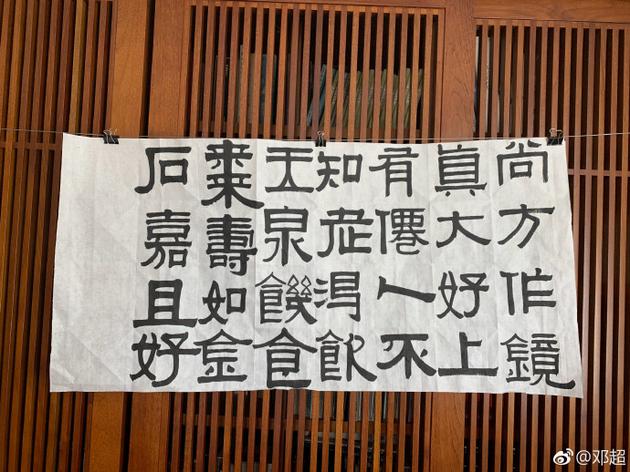 尚方作鏡
真大好上
有僊人不
知老渴飲
玉泉饑食
棗壽如金
石嘉且好
@邓超